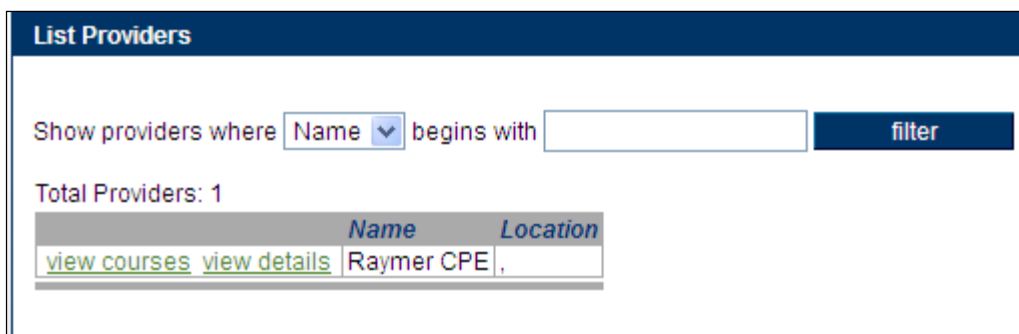 List Providers
Show providers where Name begins with filter
Total Providers: 1
Name Location
view courses view details Raymer CPE ,